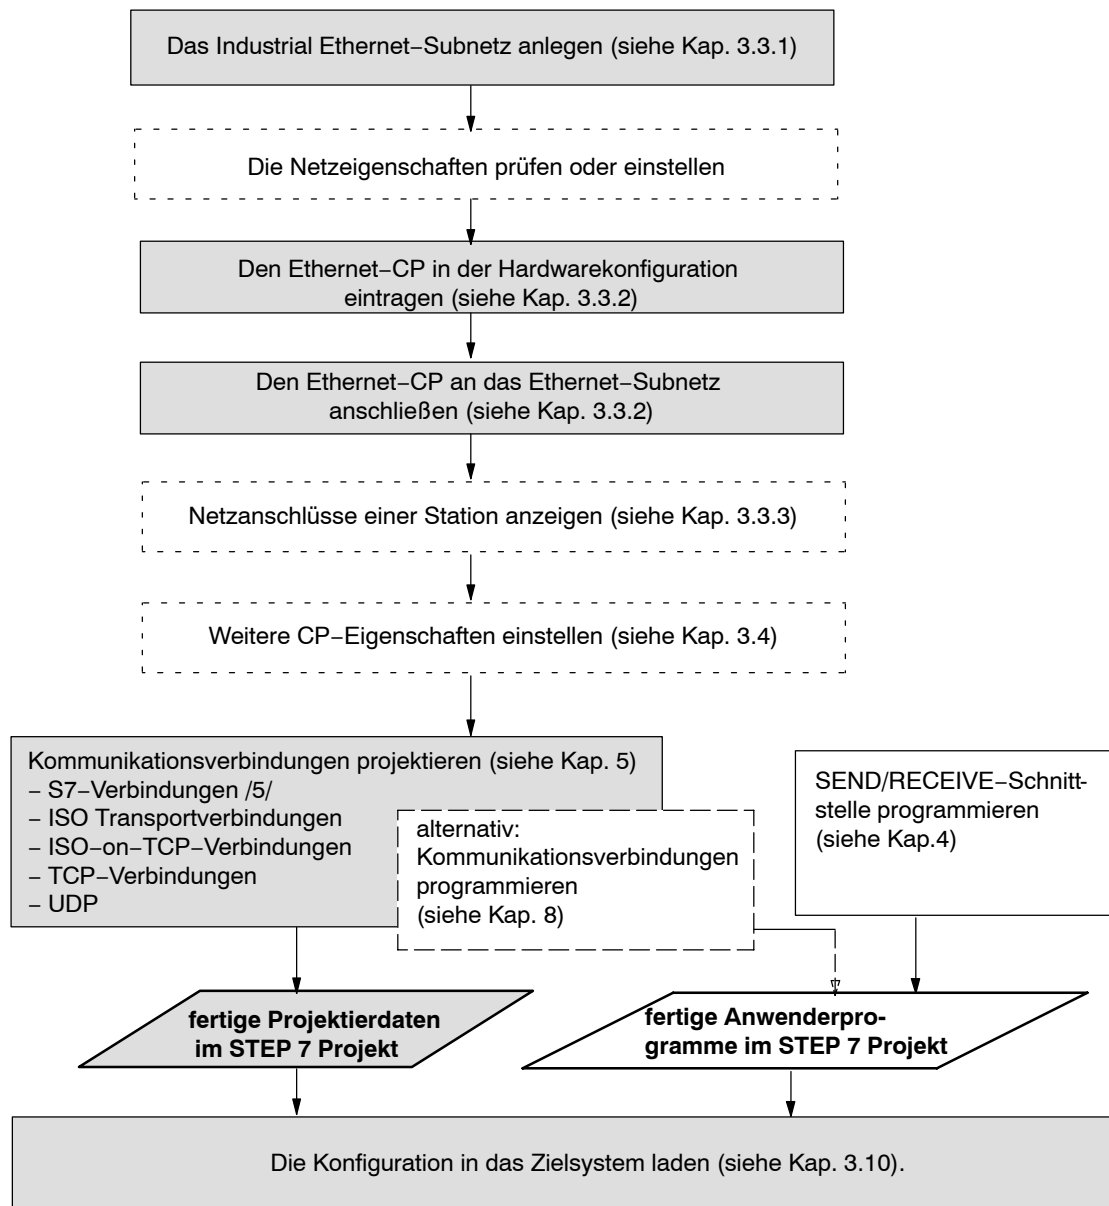 Das Industrial Ethernet–Subnetz anlegen (siehe Kap. 3.3.1)
Die Netzeigenschaften prüfen oder einstellen
Den Ethernet–CP in der Hardwarekonfiguration
eintragen (siehe Kap. 3.3.2)
Den Ethernet–CP an das Ethernet–Subnetz
anschließen (siehe Kap. 3.3.2)
Netzanschlüsse einer Station anzeigen (siehe Kap. 3.3.3)
Weitere CP–Eigenschaften einstellen (siehe Kap. 3.4)
Kommunikationsverbindungen projektieren (siehe Kap. 5)
– S7–Verbindungen /5/
– ISO Transportverbindungen
– ISO–on–TCP–Verbindungen
– TCP–Verbindungen
– UDP
alternativ:
Kommunikationsverbindungen
programmieren
(siehe Kap. 8)
SEND/RECEIVE–Schnitt-
stelle programmieren
(siehe Kap.4)
fertige Projektierdaten
im STEP 7 Projekt
fertige Anwenderpro-
gramme im STEP 7 Projekt
Die Konfiguration in das Zielsystem laden (siehe Kap. 3.10).